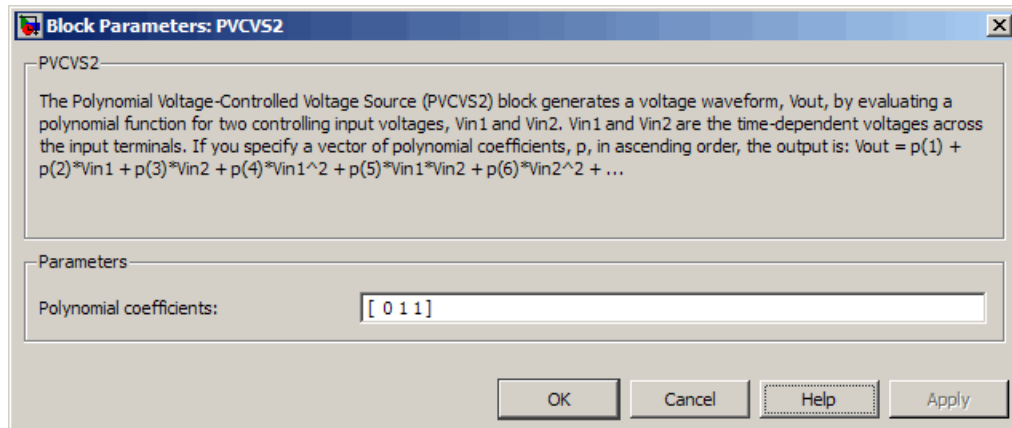 Block Parameters: PVCVS2
PVCVS2
The Polynomial Voltage-Controlled Voltage Source (PVCVS2) block generates a voltage waveform, Vout, by evaluating a
polynomial function for two controlling input voltages, Vin1 and Vin2. Vin1 and Vin2 are the time-dependent voltages across
the input terminals. If you specify a vector of polynomial coefficients, p, in ascending order, the output is: Vout = p(1) +
p(2)*Vin1 + p(3)*Vin2 + p(4)*Vin1^2 + p(5)*Vin1*Vin2 + p(6)*Vin2^2 + ...
Parameters
Polynomial coefficients: [ 0 1 1]
OK Cancel Help Apply